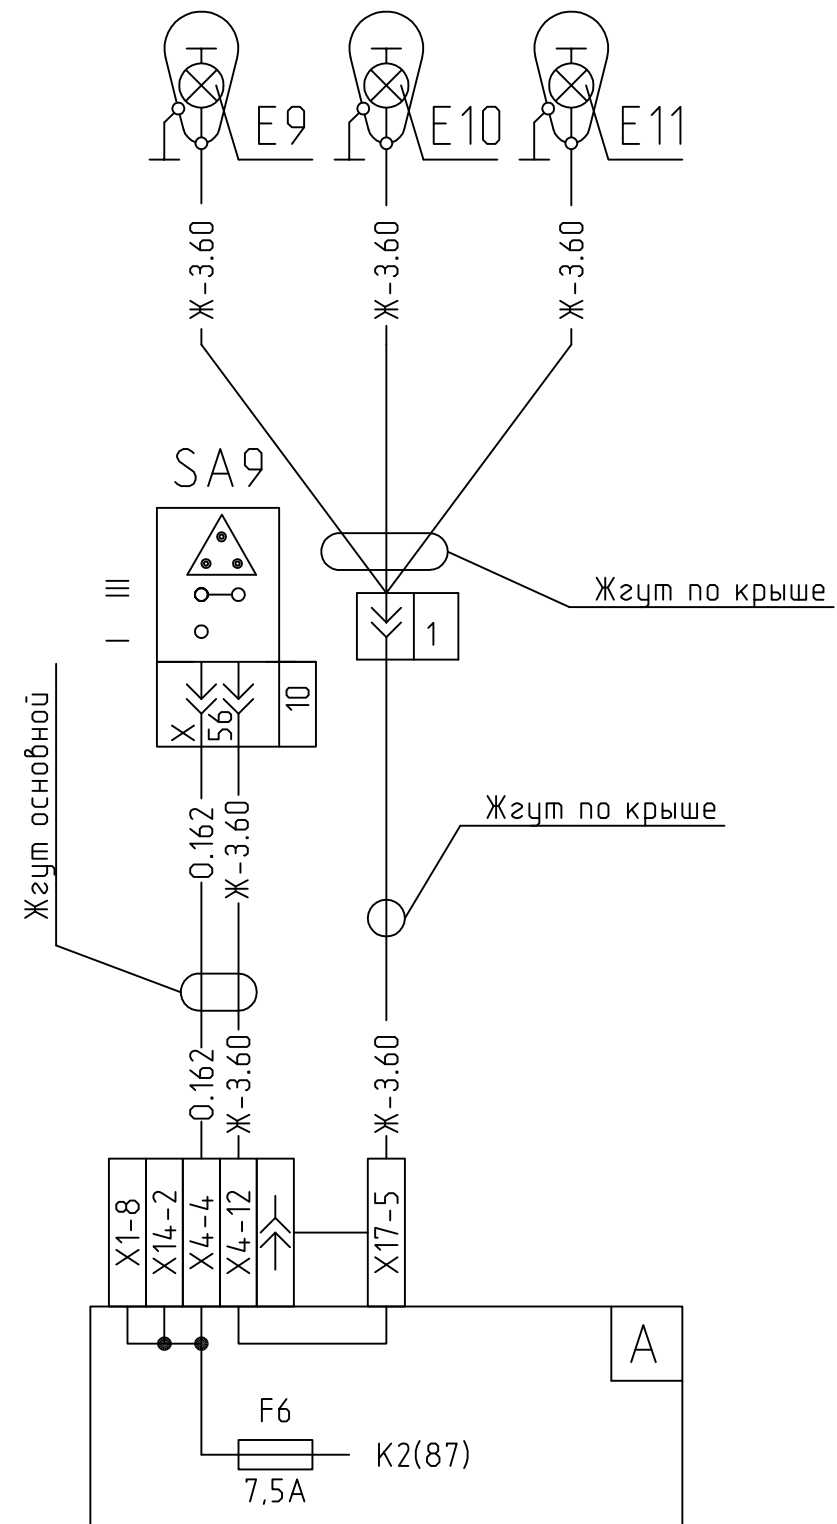 E9
E10
E11
Ж-3.60
Ж-3.60
Ж-3.60
SA9
III
I
Жгут по крыше
1
10
X
56
Жгут основной
Жгут по крыше
0.162
Ж-3.60
0.162
Ж-3.60
Ж-3.60
X1-8
X14-2
X4-4
X4-12
X17-5
A
F6
K2(87)
7,5A